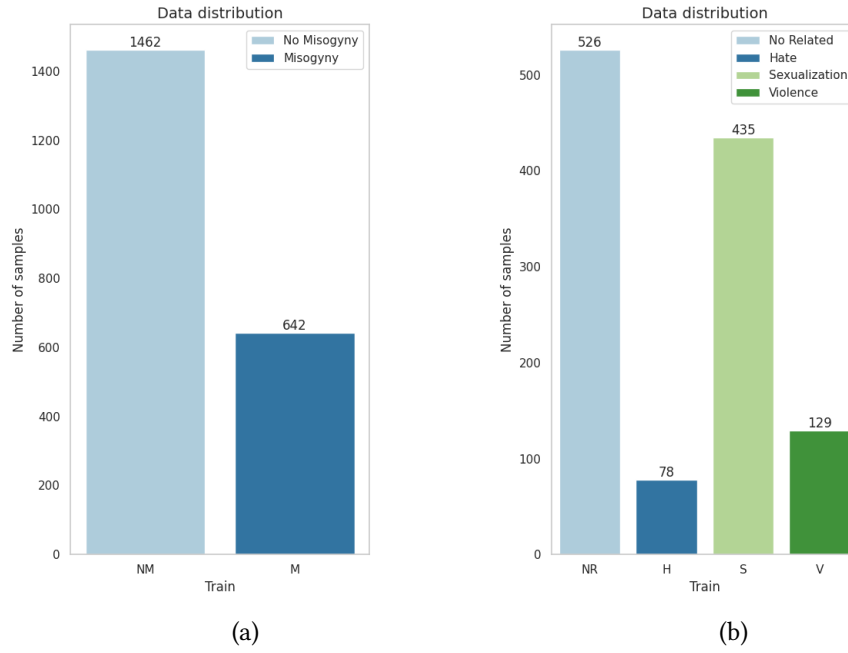 Data distribution
1462
No Misogyny
Misogyny
1400
642
1200
1000
800
600
400
200
0
Number of samples
NM
M
Train
(a)
Data distribution
526
No Related
Hate
Sexualization
Violence
500
435
400
300
200
129
100
78
0
Number of samples
NR
H
S
V
Train
(b)